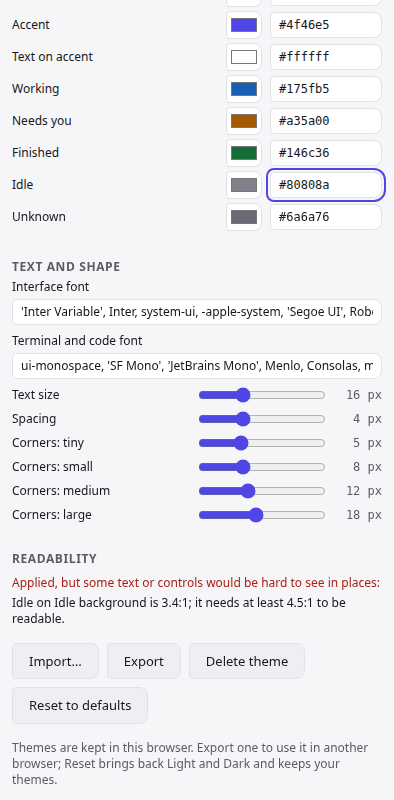 Accent #4f46e5
Text on accent #ffffff
Working #175fb5
Needs you #a35a00
Finished #146c36
Idle #80808a
Unknown #6a6a76
TEXT AND SHAPE
Interface font
'Inter Variable', Inter, system-ui, -apple-system, 'Segoe UI', Rob
Terminal and code font
ui-monospace, 'SF Mono', 'JetBrains Mono', Menlo, Consolas, m
Text size 16 px
Spacing 4 px
Corners: tiny 5 px
Corners: small 8 px
Corners: medium 12 px
Corners: large 18 px
READABILITY
Applied, but some text or controls would be hard to see in places:
Idle on Idle background is 3.4:1; it needs at least 4.5:1 to be
readable.
Import... Export Delete theme
Reset to defaults
Themes are kept in this browser. Export one to use it in another
browser; Reset brings back Light and Dark and keeps your
themes.